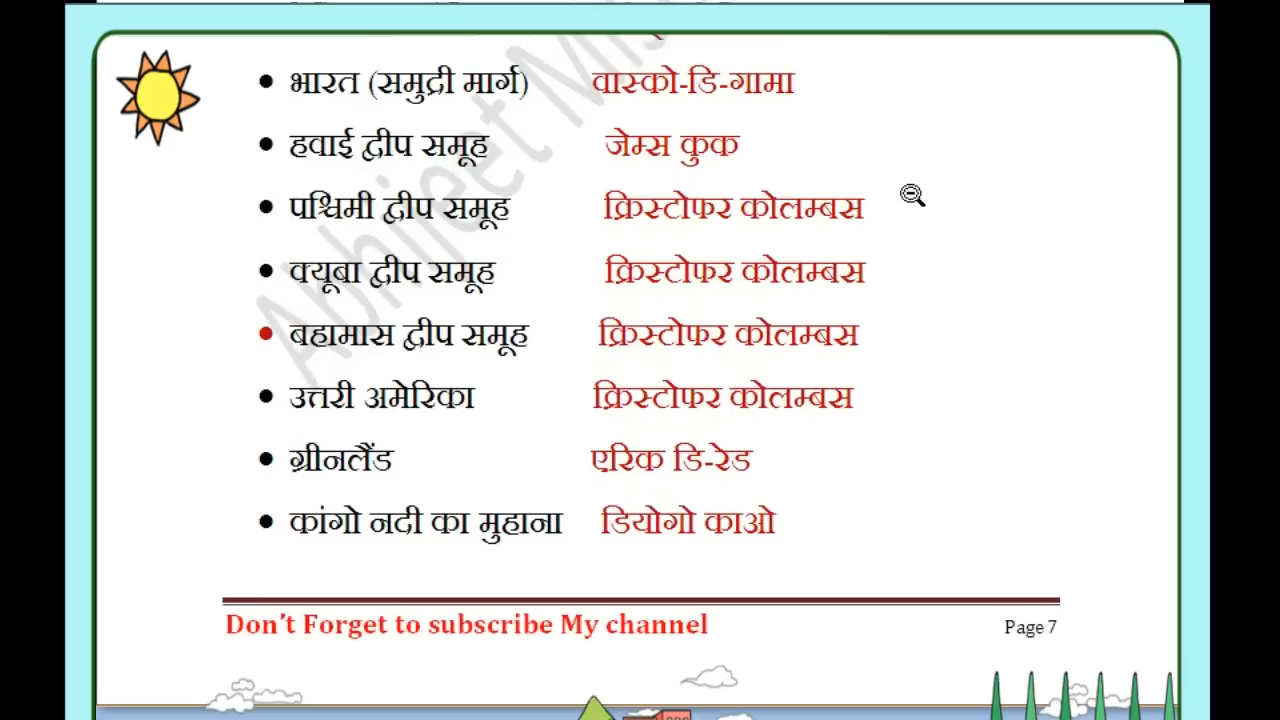 • भारत (समुद्री मार्ग) वास्को-डि-गामा
• हवाई द्वीप समूह जेम्स कुक
• पश्चिमी द्वीप समूह क्रिस्टोफर कोलम्बस
• क्यूबा द्वीप समूह क्रिस्टोफर कोलम्बस
• बहामास द्वीप समूह क्रिस्टोफर कोलम्बस
• उत्तरी अमेरिका क्रिस्टोफर कोलम्बस
• ग्रीनलैंड एरिक डि-रेड
• कांगो नदी का मुहाना डियोगो काओ
Don't Forget to subscribe My channel Page 7
Abhijeet